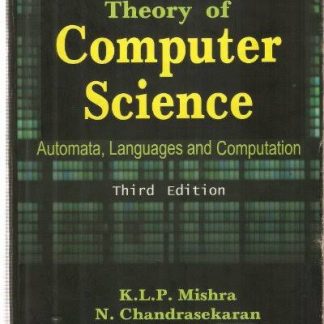 Theory of
Computer
Science
Automata, Languages and Computation
Third Edition
K.L.P. Mishra
N. Chandrasekaran